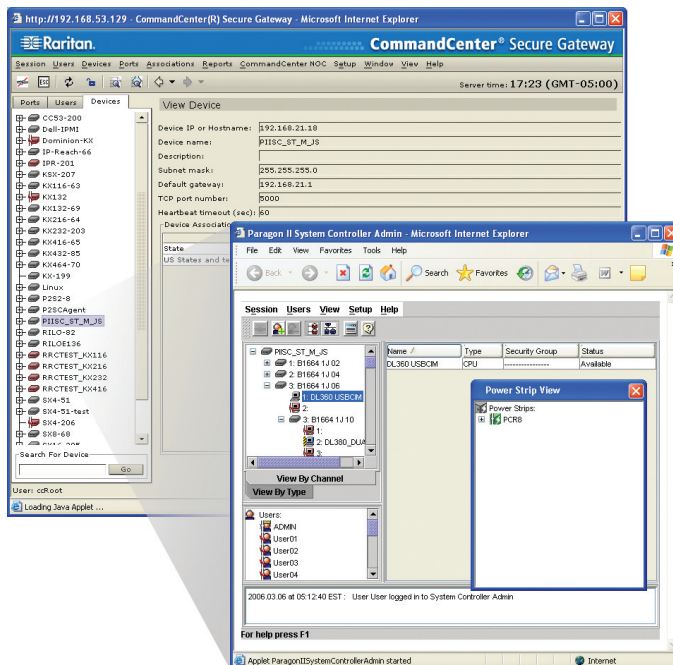 http://192.168.53.129 - CommandCenter(R) Secure Gateway - Microsoft Internet Explorer
Raritan.
CommandCenter® Secure Gateway
Session Users Devices Ports Associations Reports CommandCenter NOC Setup Window View Help
ESC
Server time: 17:23 (GMT-05:00)
Ports Users Devices
CC53-200
Dell-IPMI
Dominion-KX
IP-Reach-66
IPR-201
KSX-207
KX116-63
KX132
KX132-69
KX216-64
KX232-203
KX416-65
KX432-85
KX464-70
KX-199
Linux
P2S2-8
P2SCAgent
PIISC_ST_M_JS
RILO-82
RILOE136
RRCTEST_KX116
RRCTEST_KX216
RRCTEST_KX232
RRCTEST_KX416
SX4-51
SX4-51-test
SX4-206
SX8-68
Search For Device
Go
User: ccRoot
Loading Java Applet ...
View Device
Device IP or Hostname: 192.168.21.18
Device name: PIISC_ST_M_JS
Description:
Subnet mask: 255.255.255.0
Default gateway: 192.168.21.1
TCP port number: 5000
Heartbeat timeout (sec): 60
State
US States and
Paragon II System Controller Admin - Microsoft Internet Explorer
File Edit View Favorites Tools Help
Back Search Favorites
Session Users View Setup Help
PIISC_ST_M_JS
1: B1664 1J 02
2: B1664 1J 04
3: B1664 1J 06
1: DL360 USBCIM
2:
3: B1664 1J 10
1:
2: DL380_DUA
3:
View By Channel
View By Type
Name / Type Security Group Status
DL360 USBCIM CPU ---------------- Available
Power Strip View
Power Strips:
PCR8
Users:
ADMIN
User01
User02
User03
User04
2006.03.06 at 05:12:40 EST : User User logged in to System Controller Admin
For help press F1
Applet ParagonIISystemControllerAdmin started
Internet